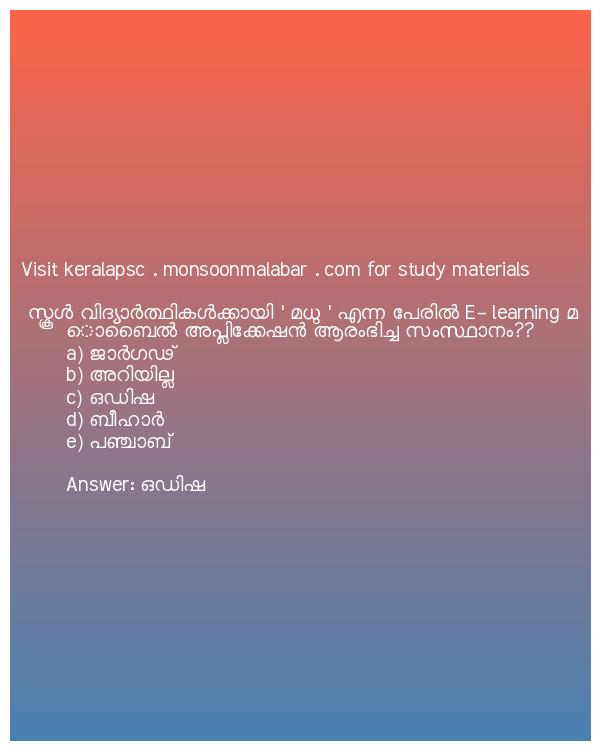 Visit keralapsc . monsoonmalabar . com for study materials
സ്കൂൾ വിദ്യാർത്ഥികൾക്കായി ' മധു ' എന്ന പേരിൽ E- learning മ
ൊബൈൽ അപ്ലിക്കേഷൻ ആരംഭിച്ച സംസ്ഥാനം??
a) ജാർഗഢ്
b) അറിയില്ല
c) ഒഡിഷ
d) ബീഹാർ
e) പഞ്ചാബ്
Answer: ഒഡിഷ